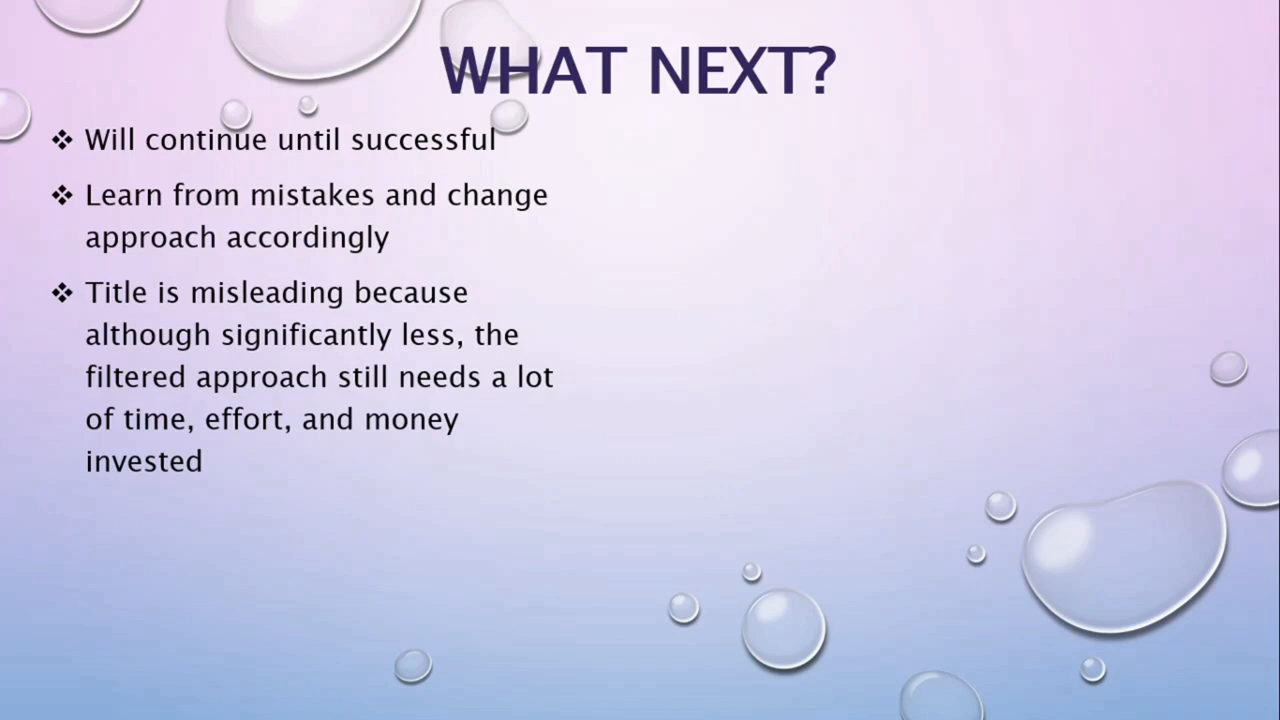 WHAT NEXT?
❖ Will continue until successful
❖ Learn from mistakes and change
approach accordingly
❖ Title is misleading because
although significantly less, the
filtered approach still needs a lot
of time, effort, and money
invested